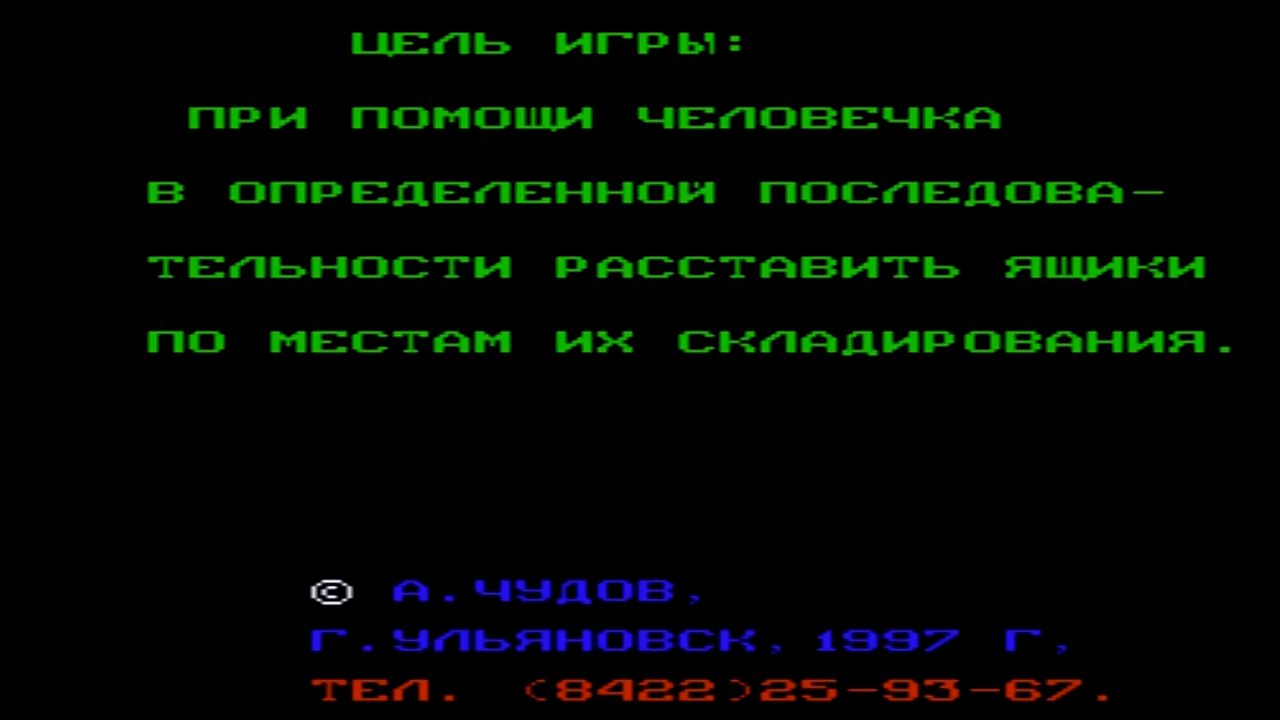 ЦЕЛЬ ИГРЫ:
ПРИ ПОМОЩИ ЧЕЛОВЕЧКА
В ОПРЕДЕЛЕННОЙ ПОСЛЕДОВА-
ТЕЛЬНОСТИ РАССТАВИТЬ ЯЩИКИ
ПО МЕСТАМ ИХ СКЛАДИРОВАНИЯ.
© А.ЧУДОВ,
Г.УЛЬЯНОВСК, 1997 Г,
ТЕЛ. (8422)25-93-67.